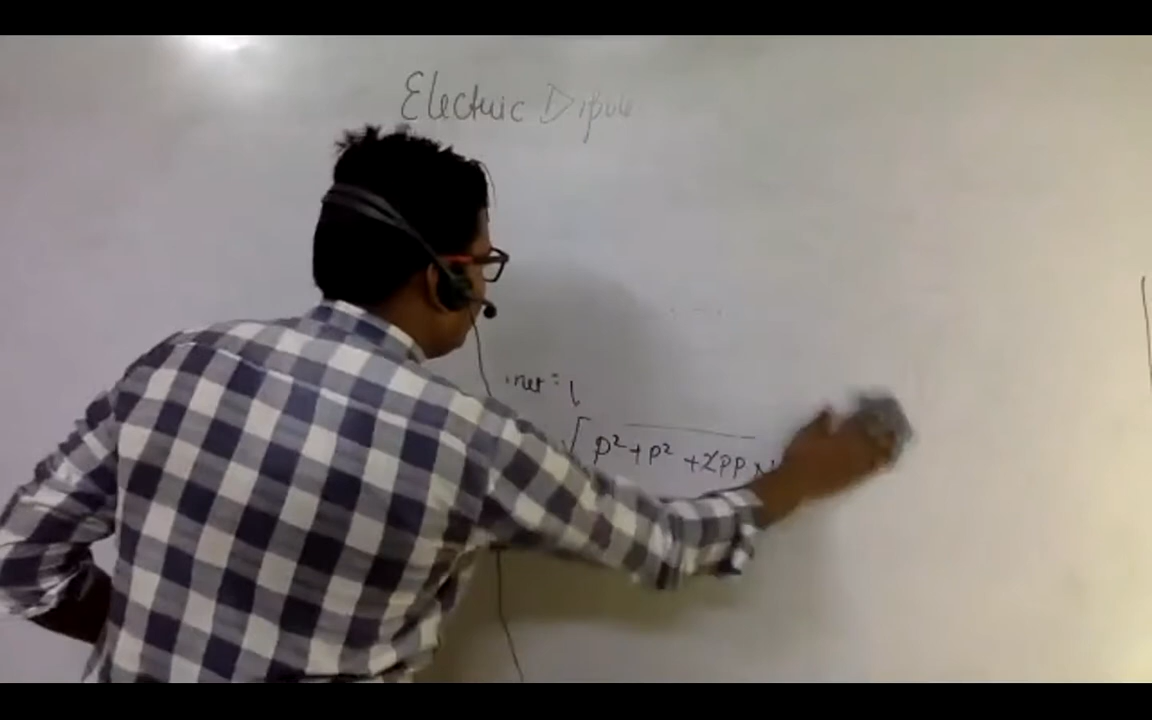 Electric Dipole
net =
√ p² + p² + 2PP